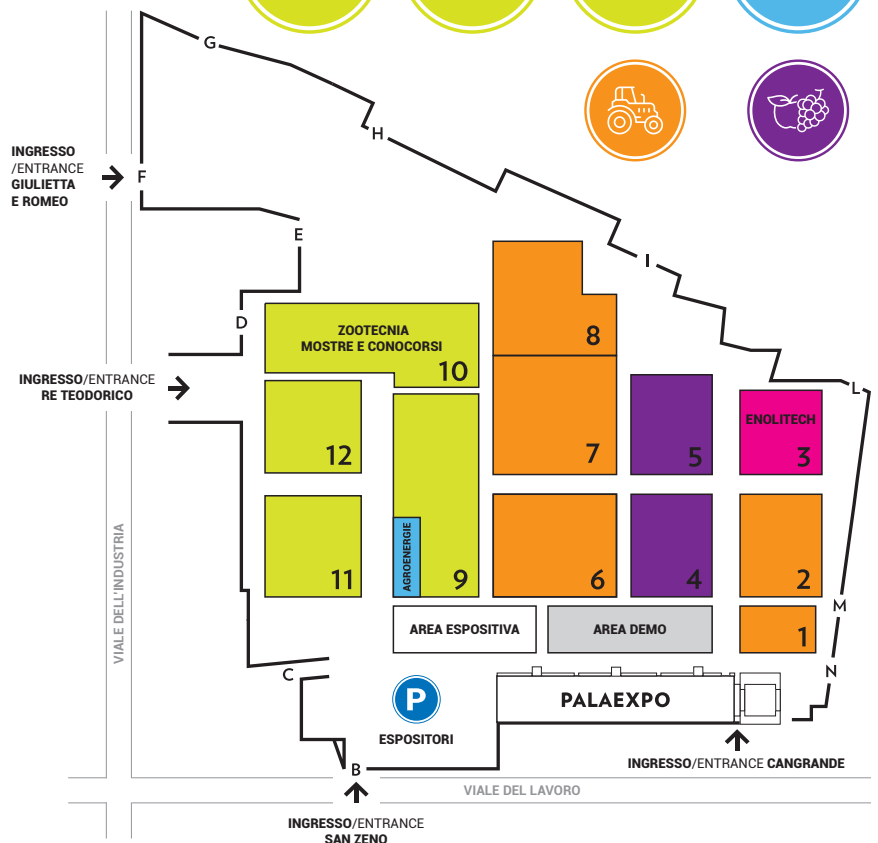 G
H
INGRESSO
/ENTRANCE
GIULIETTA
E ROMEO
F
E
I
D
ZOOTECNIA
MOSTRE E CONOCORSI
10
8
INGRESSO/ENTRANCE
RE TEODORICO
L
ENOLITECH
12
7
5
3
VIALE DELL'INDUSTRIA
AGROENERGIE
11
9
6
4
2
M
AREA ESPOSITIVA
AREA DEMO
1
C
N
P
PALAEXPO
ESPOSITORI
INGRESSO/ENTRANCE CANGRANDE
B
VIALE DEL LAVORO
INGRESSO/ENTRANCE
SAN ZENO